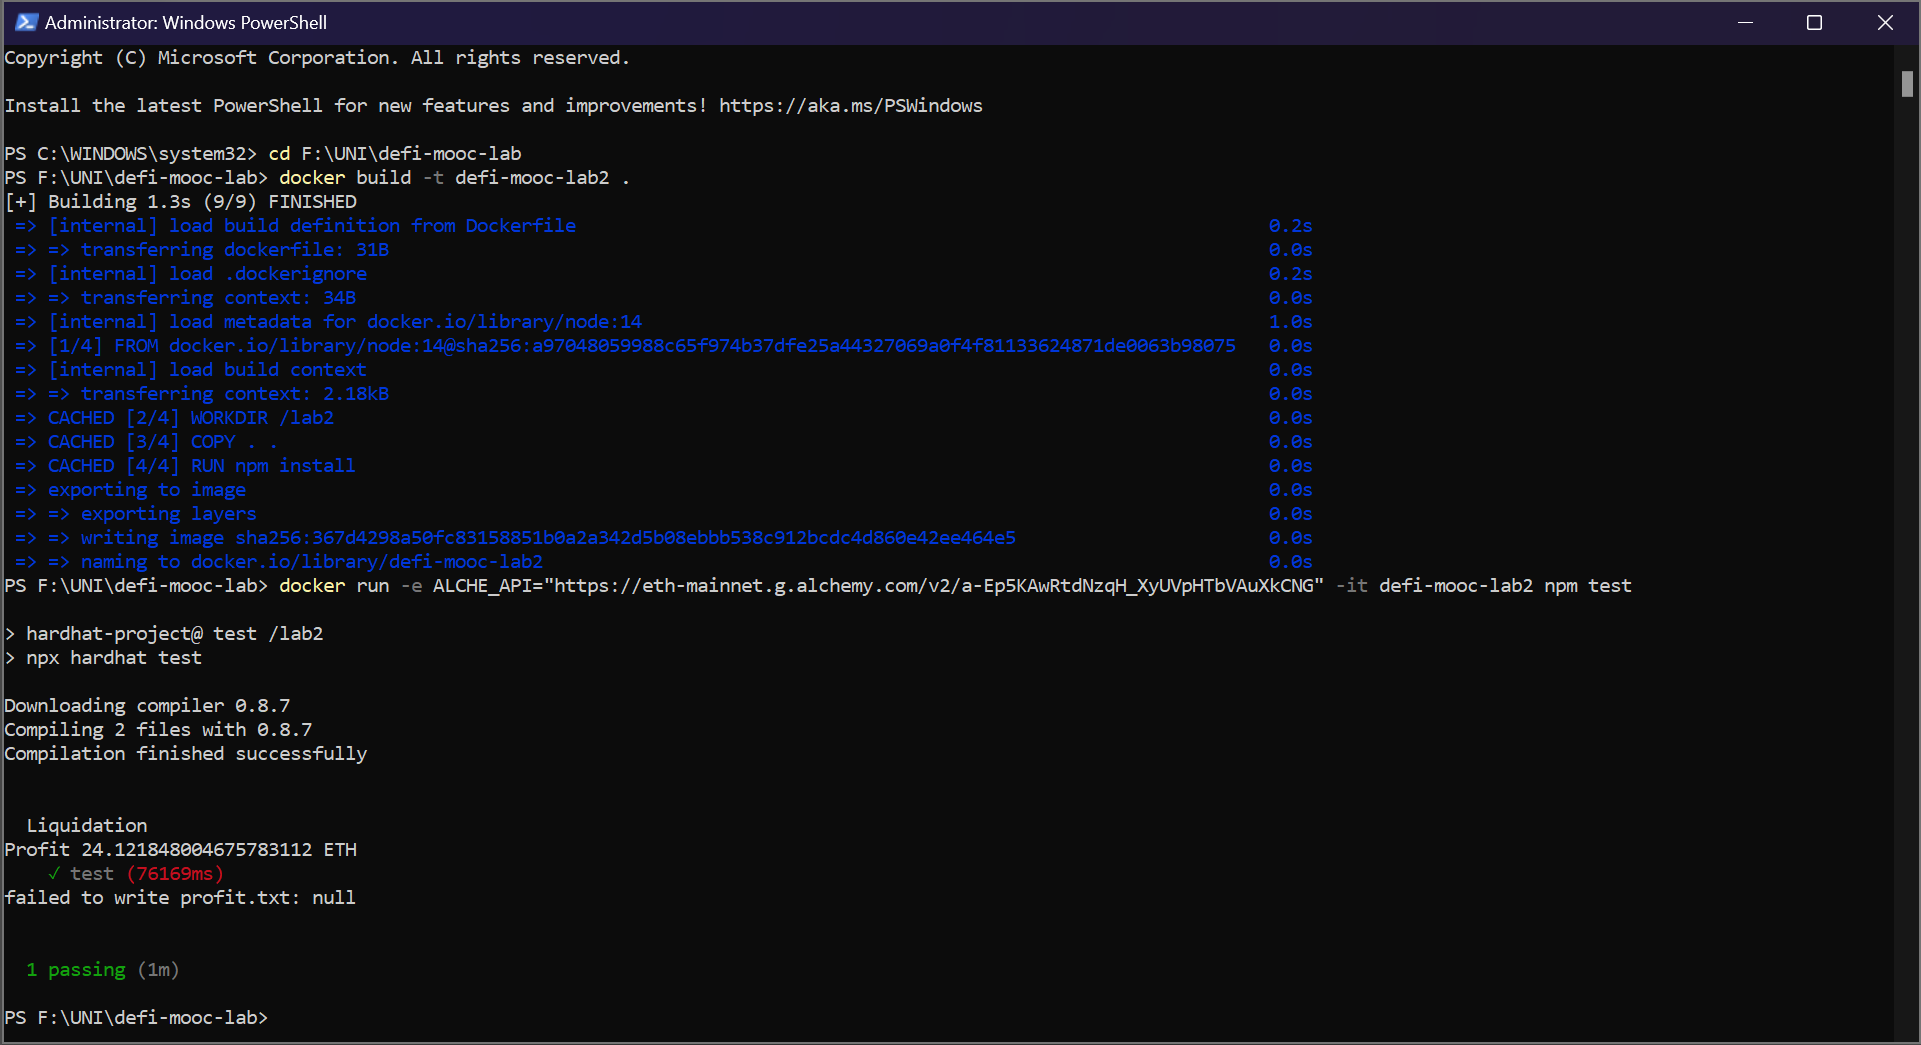 Administrator: Windows PowerShell
Copyright (C) Microsoft Corporation. All rights reserved.
Install the latest PowerShell for new features and improvements! https://aka.ms/PSWindows
PS C:\WINDOWS\system32> cd F:\UNI\defi-mooc-lab
PS F:\UNI\defi-mooc-lab> docker build -t defi-mooc-lab2 .
[+] Building 1.3s (9/9) FINISHED
=> [internal] load build definition from Dockerfile 0.2s
=> => transferring dockerfile: 31B 0.0s
=> [internal] load .dockerignore 0.2s
=> => transferring context: 34B 0.0s
=> [internal] load metadata for docker.io/library/node:14 1.0s
=> [1/4] FROM docker.io/library/node:14@sha256:a97048059988c65f974b37dfe25a44327069a0f4f81133624871de0063b98075 0.0s
=> [internal] load build context 0.0s
=> => transferring context: 2.18kB 0.0s
=> CACHED [2/4] WORKDIR /lab2 0.0s
=> CACHED [3/4] COPY . . 0.0s
=> CACHED [4/4] RUN npm install 0.0s
=> exporting to image 0.0s
=> => exporting layers 0.0s
=> => writing image sha256:367d4298a50fc83158851b0a2a342d5b08ebbb538c912bcdc4d860e42ee464e5 0.0s
=> => naming to docker.io/library/defi-mooc-lab2 0.0s
PS F:\UNI\defi-mooc-lab> docker run -e ALCHE_API="https://eth-mainnet.g.alchemy.com/v2/a-Ep5KAwRtdNzqH_XyUVpHTbVAuXkCNG" -it defi-mooc-lab2 npm test
> hardhat-project@ test /lab2
> npx hardhat test
Downloading compiler 0.8.7
Compiling 2 files with 0.8.7
Compilation finished successfully
Liquidation
Profit 24.121848004675783112 ETH
✓ test (76169ms)
failed to write profit.txt: null
1 passing (1m)
PS F:\UNI\defi-mooc-lab>